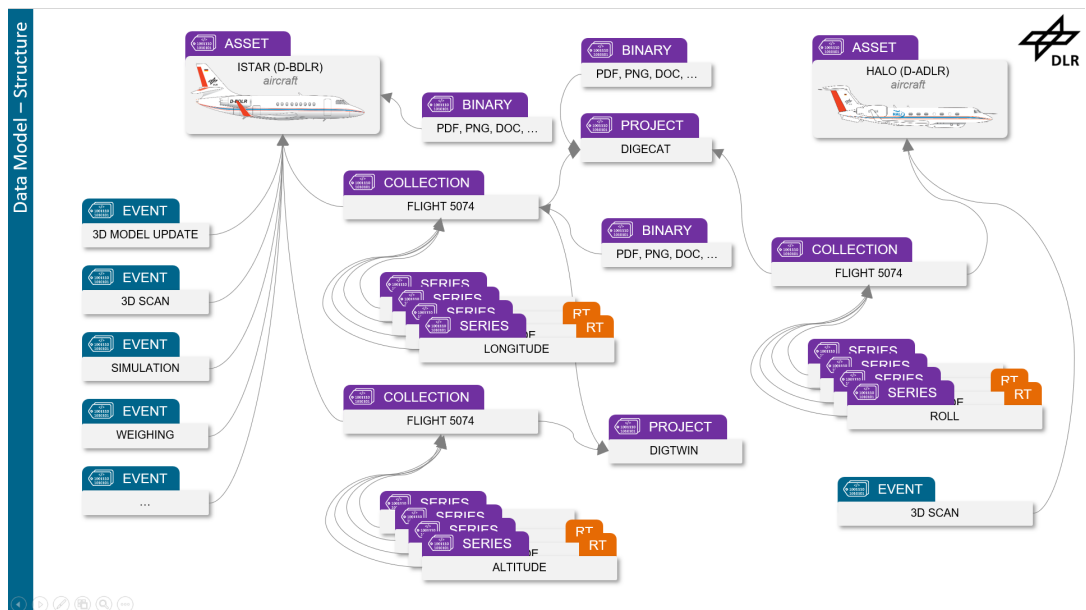 Data Model – Structure
DLR
ASSET
ISTAR (D-BDLR)
aircraft
D-BDLR
BINARY
PDF, PNG, DOC, …
BINARY
PDF, PNG, DOC, …
PROJECT
DIGECAT
ASSET
HALO (D-ADLR)
aircraft
COLLECTION
FLIGHT 5074
BINARY
PDF, PNG, DOC, …
COLLECTION
FLIGHT 5074
EVENT
3D MODEL UPDATE
EVENT
3D SCAN
EVENT
SIMULATION
EVENT
WEIGHING
EVENT
…
SERIES
SERIES
SERIES
SERIES
RT
RT
DE
LONGITUDE
SERIES
SERIES
SERIES
SERIES
RT
RT
ROLL
COLLECTION
FLIGHT 5074
PROJECT
DIGTWIN
SERIES
SERIES
SERIES
SERIES
RT
RT
ALTITUDE
EVENT
3D SCAN